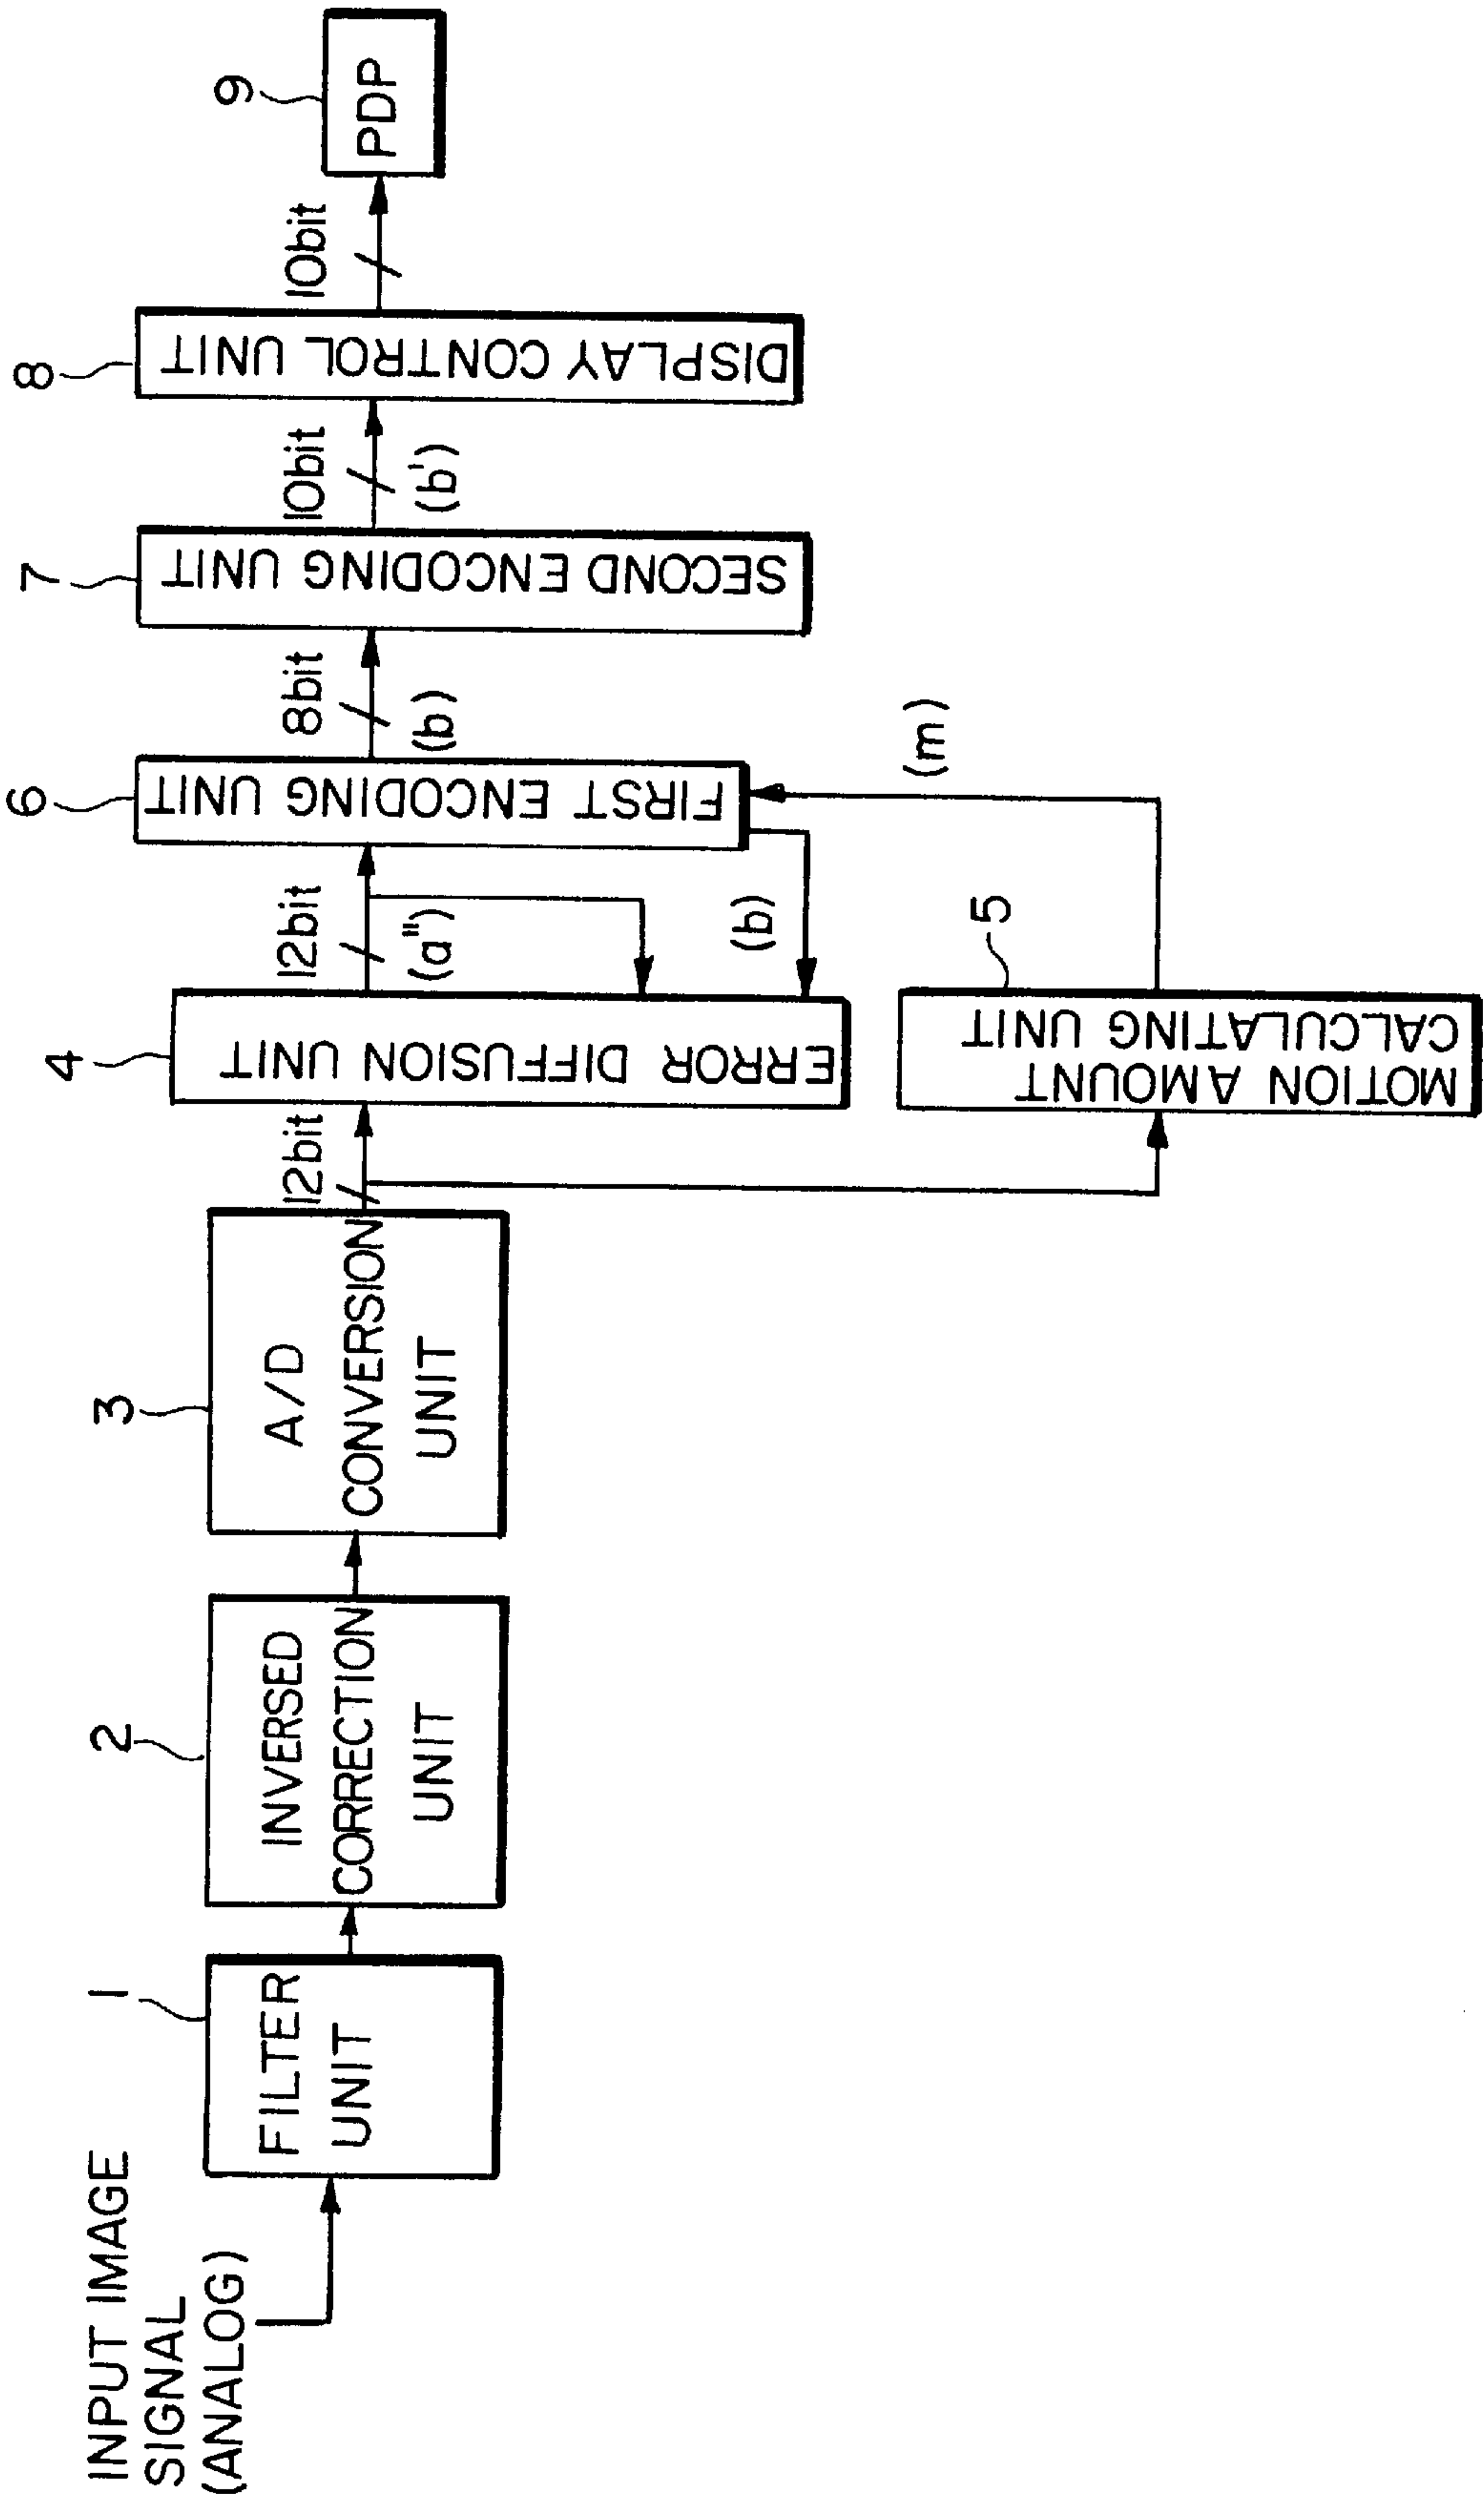 INPUT IMAGE
SIGNAL
(ANALOG)
1
FILTER
UNIT
2
INVERSED
CORRECTION
UNIT
3
A/D
CONVERSION
UNIT
12bit
4
ERROR DIFFUSION UNIT
5
MOTION AMOUNT
CALCULATING UNIT
12bit
(a")
(b)
(m)
6
FIRST ENCODING UNIT
8bit
(b)
7
SECOND ENCODING UNIT
10bit
(b')
8
DISPLAY CONTROL UNIT
10bit
9
PDP